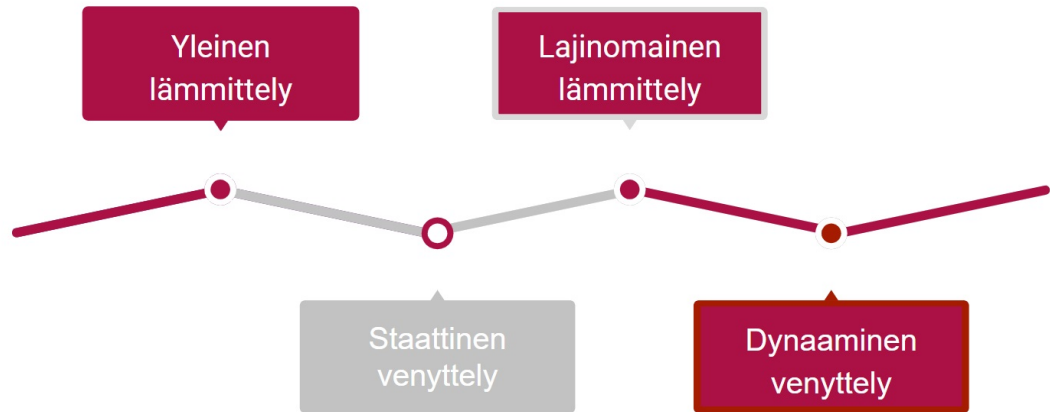 Yleinen
lämmittely
Lajinomainen
lämmittely
Staattinen
venyttely
Dynaaminen
venyttely